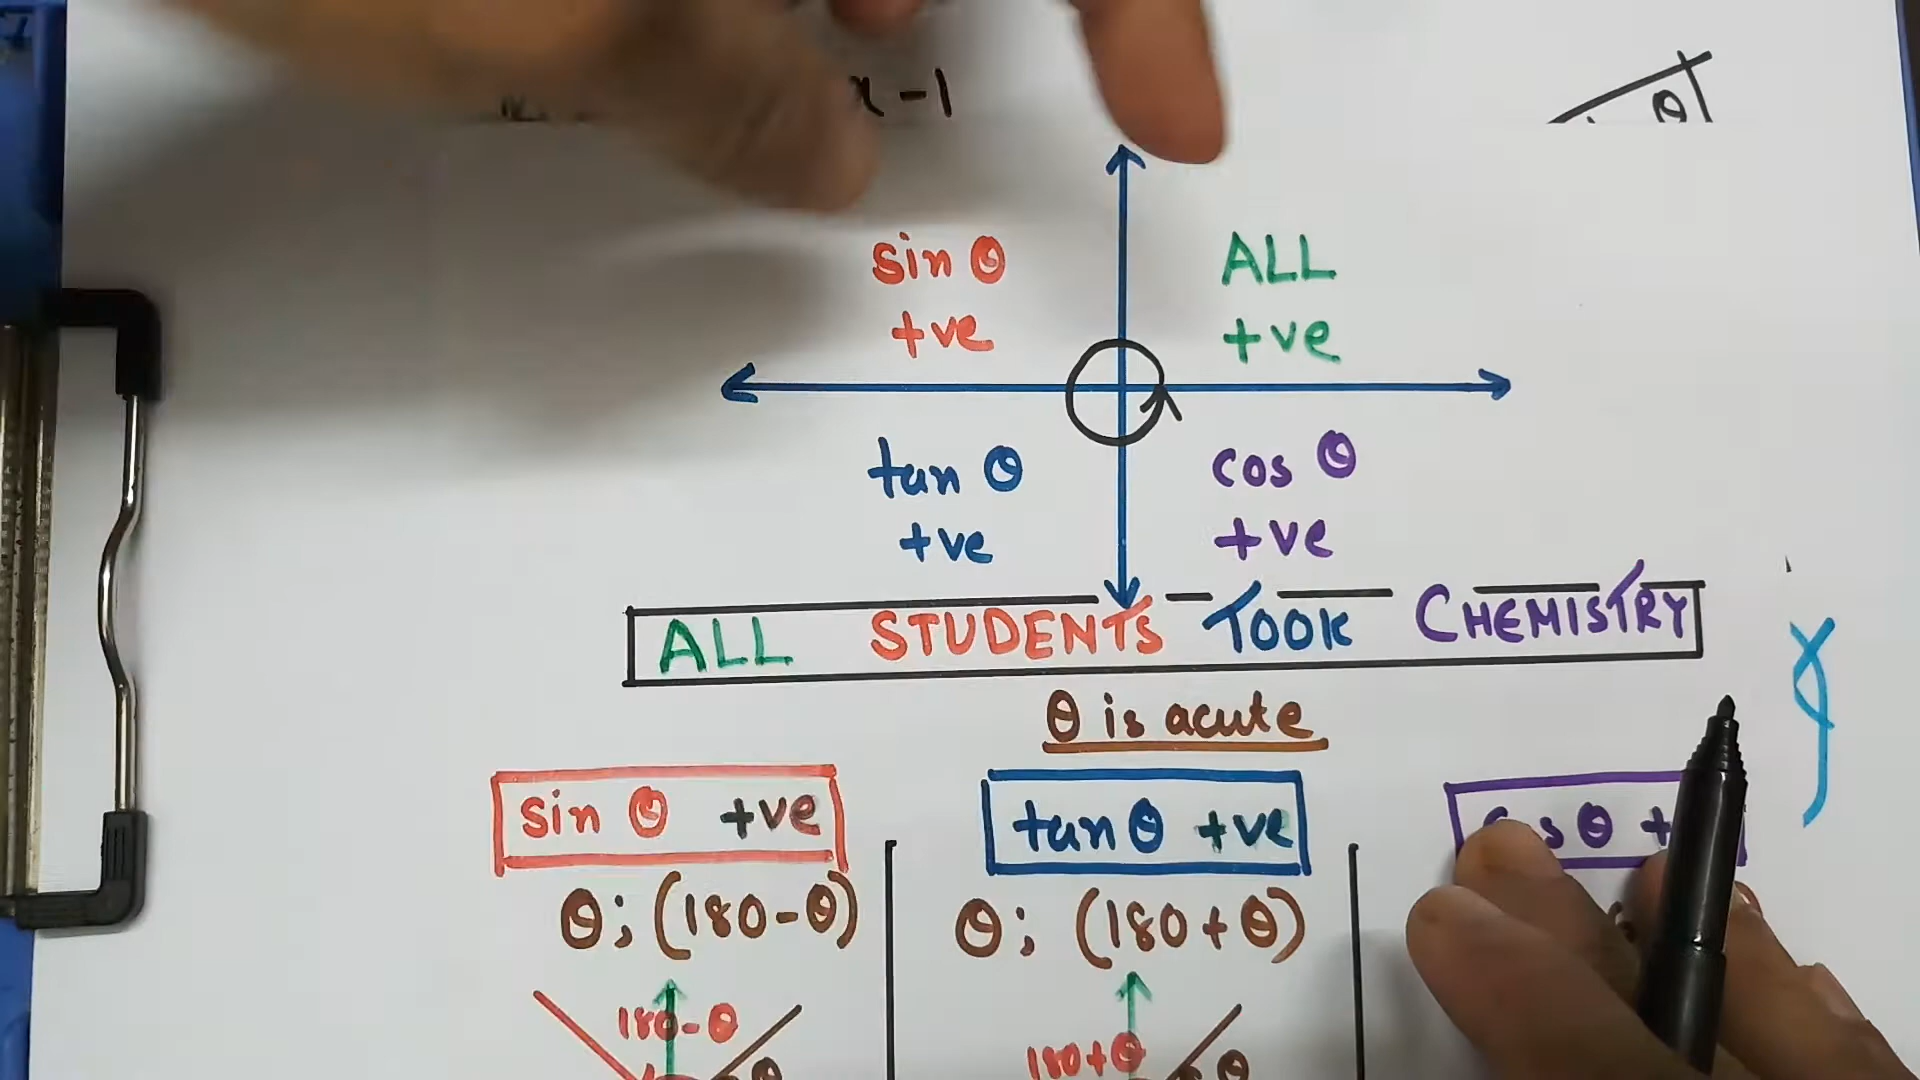 x-1
θ
sin θ
+ve
ALL
+ve
tan θ
+ve
cos θ
+ve
ALL STUDENTS TOOK CHEMISTRY
θ is acute
sin θ +ve
tan θ +ve
θ
θ; (180-θ)
θ; (180+θ)
180-θ
θ
180+θ
θ